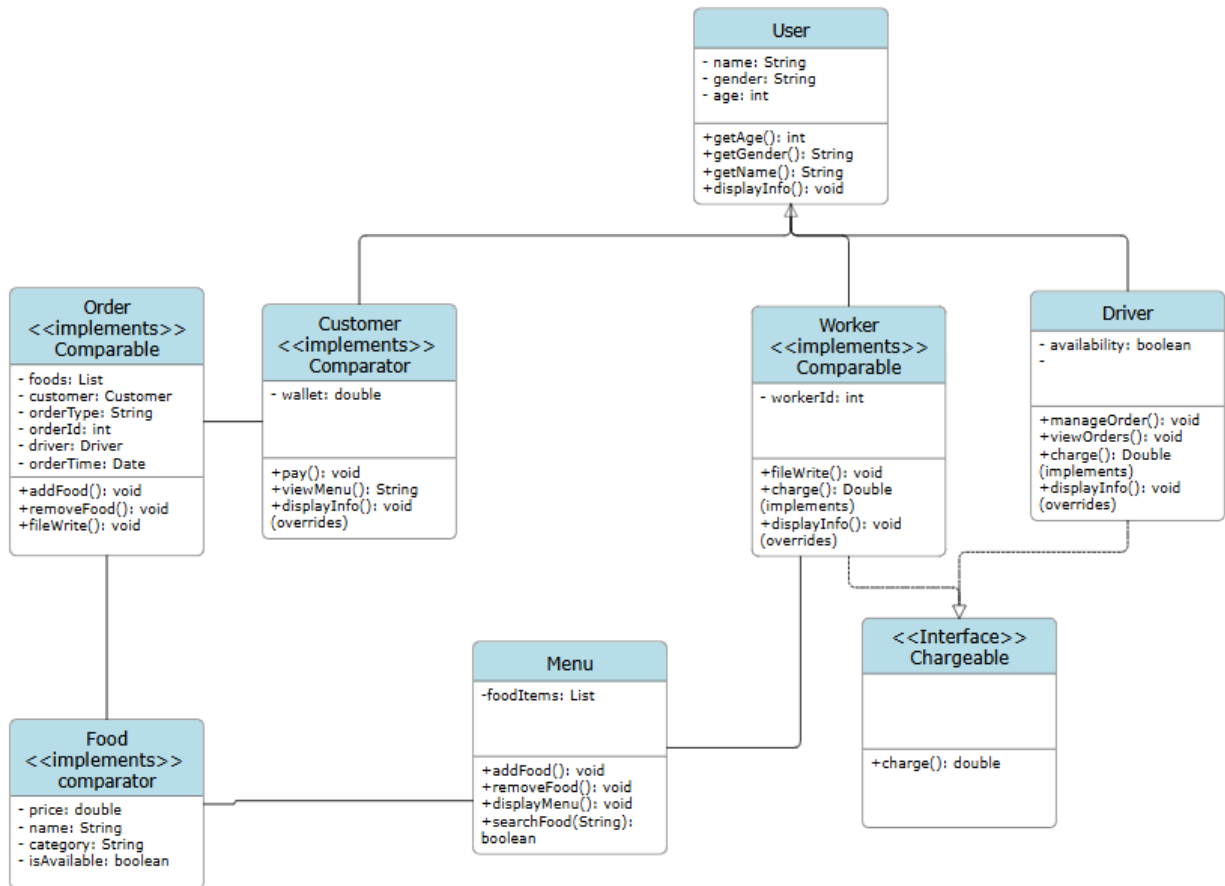 User
- name: String
- gender: String
- age: int
+getAge(): int
+getGender(): String
+getName(): String
+displayInfo(): void
Order
<<implements>>
Comparable
- foods: List
- customer: Customer
- orderType: String
- orderId: int
- driver: Driver
- orderTime: Date
+addFood(): void
+removeFood(): void
+fileWrite(): void
Customer
<<implements>>
Comparator
- wallet: double
+pay(): void
+viewMenu(): String
+displayInfo(): void
(overrides)
Worker
<<implements>>
Comparable
- workerId: int
+fileWrite(): void
+charge(): Double
(implements)
+displayInfo(): void
(overrides)
Driver
- availability: boolean
-
+manageOrder(): void
+viewOrders(): void
+charge(): Double
(implements)
+displayInfo(): void
(overrides)
<<Interface>>
Chargeable
+charge(): double
Menu
-foodItems: List
+addFood(): void
+removeFood(): void
+displayMenu(): void
+searchFood(String):
boolean
Food
<<implements>>
comparator
- price: double
- name: String
- category: String
- isAvailable: boolean